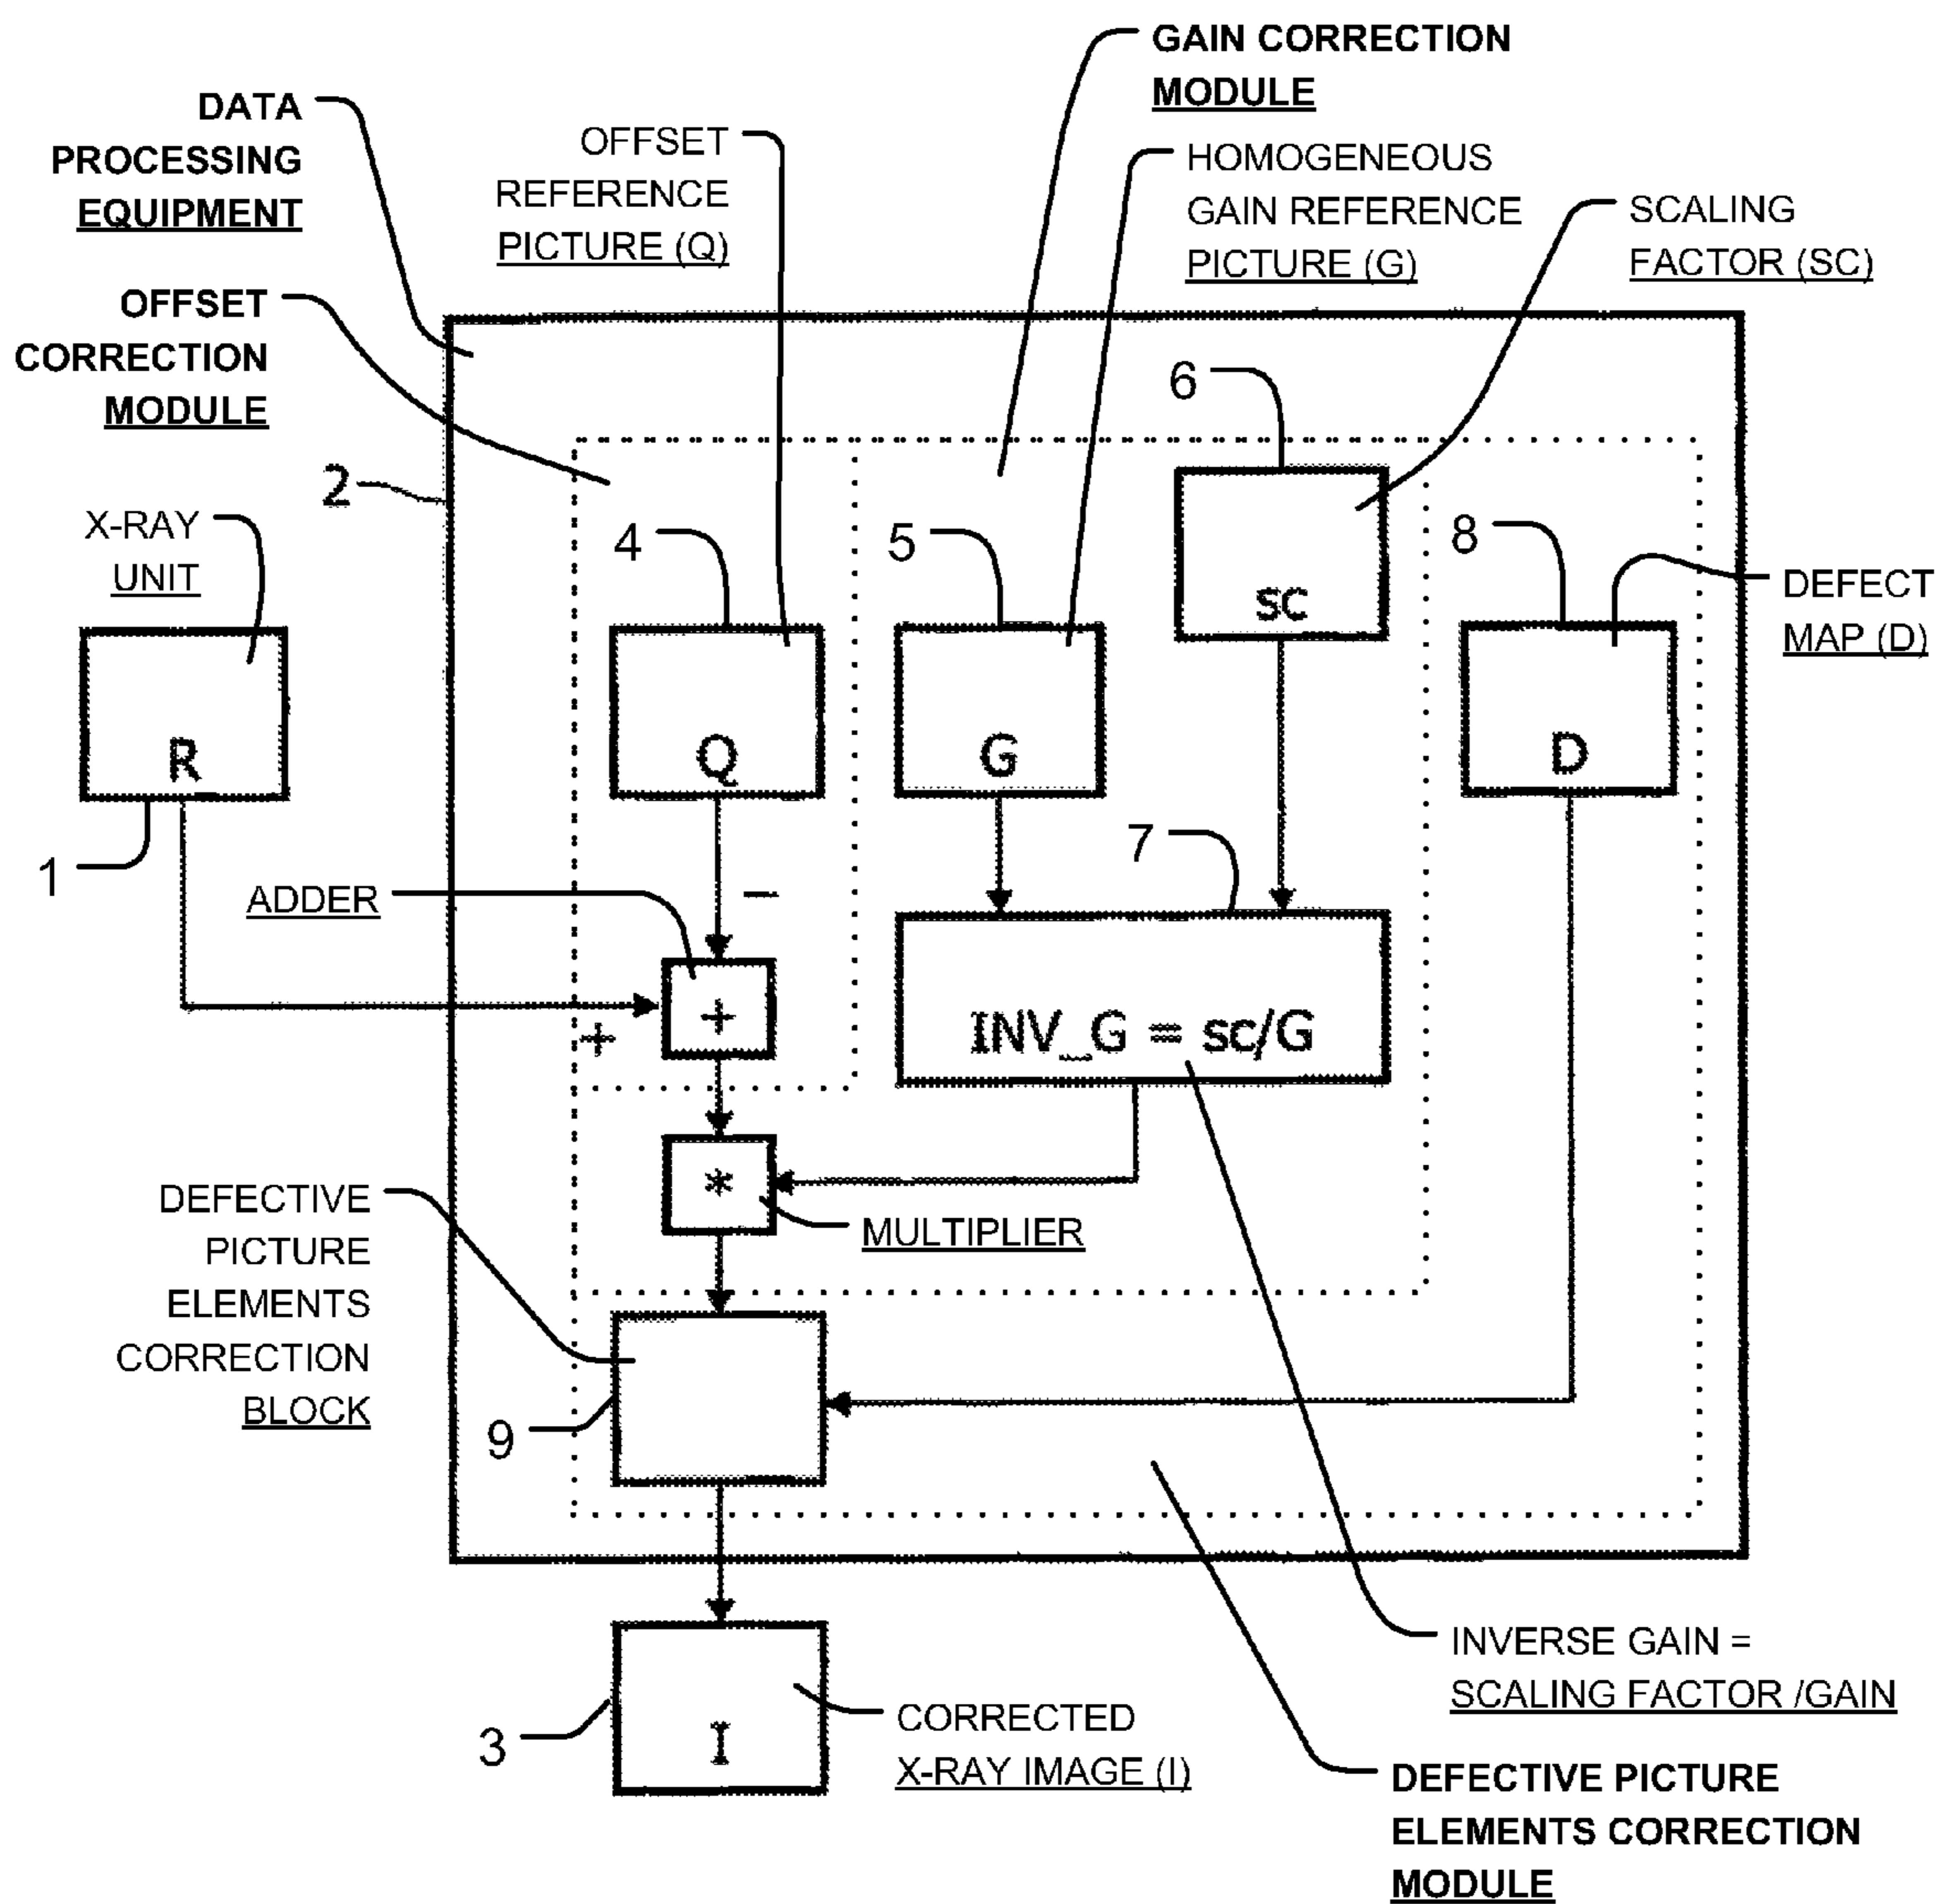 GAIN CORRECTION
MODULE
DATA
PROCESSING
EQUIPMENT
OFFSET
REFERENCE
PICTURE (Q)
HOMOGENEOUS
GAIN REFERENCE
PICTURE (G)
SCALING
FACTOR (SC)
OFFSET
CORRECTION
MODULE
6
2
X-RAY
UNIT
4
5
8
SC
DEFECT
MAP (D)
R
Q
G
D
1
7
ADDER
−
+
+
INV_G = SC/G
*
DEFECTIVE
PICTURE
ELEMENTS
CORRECTION
BLOCK
MULTIPLIER
9
INVERSE GAIN =
SCALING FACTOR /GAIN
3
I
CORRECTED
X-RAY IMAGE (I)
DEFECTIVE PICTURE
ELEMENTS CORRECTION
MODULE